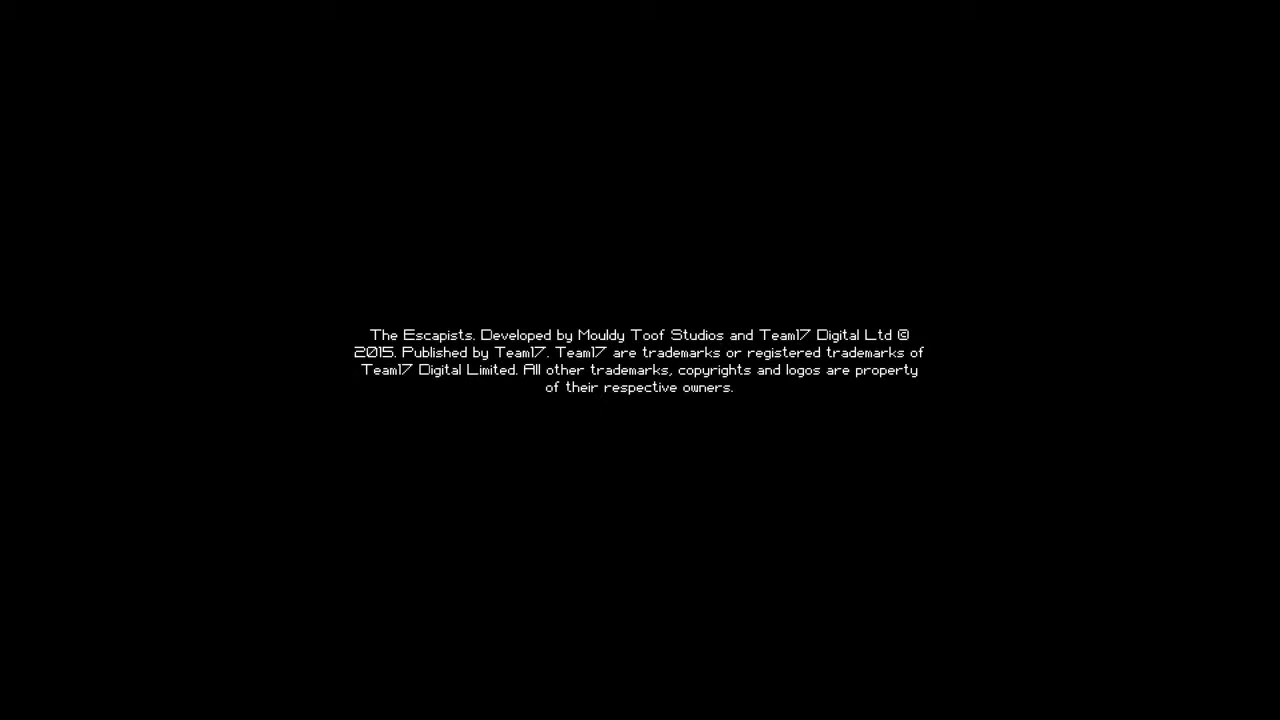 The Escapists. Developed by Mouldy Toof Studios and Team17 Digital Ltd ©
2015. Published by Team17. Team17 are trademarks or registered trademarks of
Team17 Digital Limited. All other trademarks, copyrights and logos are property
of their respective owners.